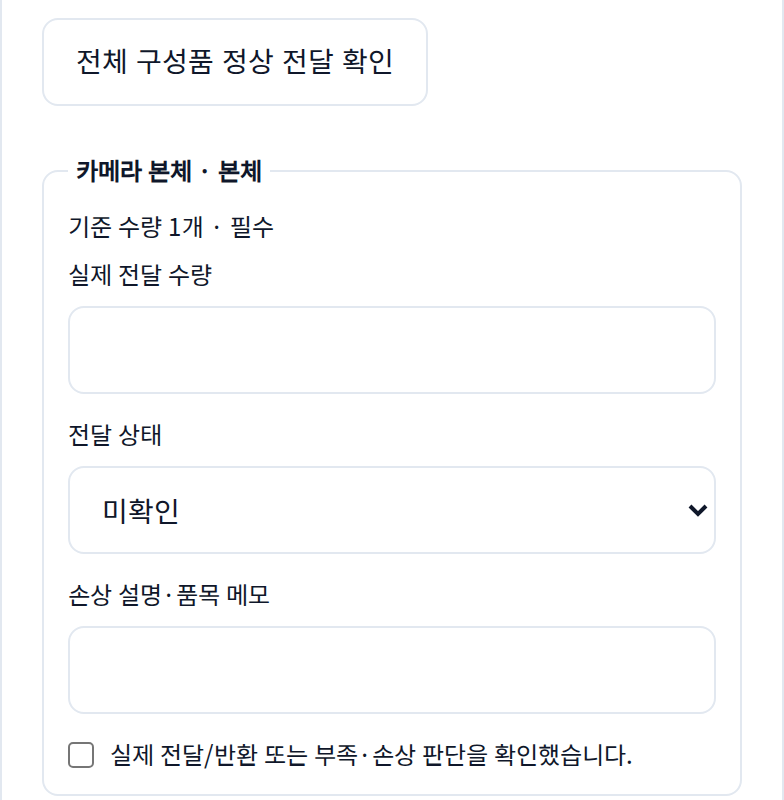 전체 구성품 정상 전달 확인
카메라 본체 · 본체
기준 수량 1개 · 필수
실제 전달 수량
전달 상태
미확인
손상 설명·품목 메모
실제 전달/반환 또는 부족·손상 판단을 확인했습니다.